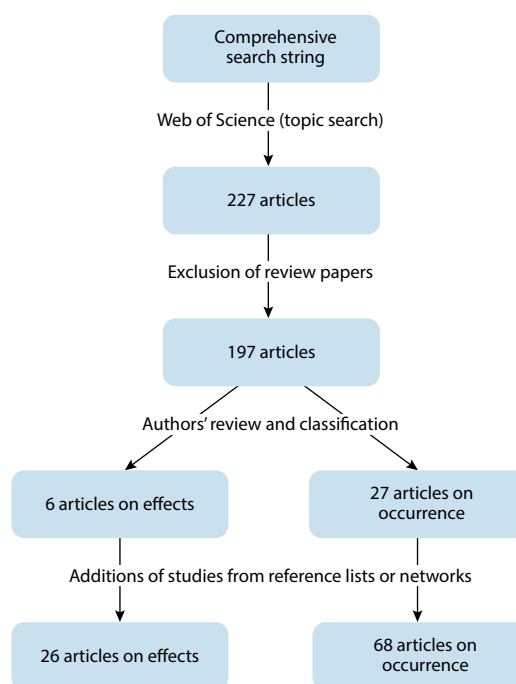 Comprehensive
search string
Web of Science (topic search)
227 articles
Exclusion of review papers
197 articles
Authors’ review and classification
6 articles on effects
27 articles on
occurrence
Additions of studies from reference lists or networks
26 articles on effects
68 articles on
occurrence